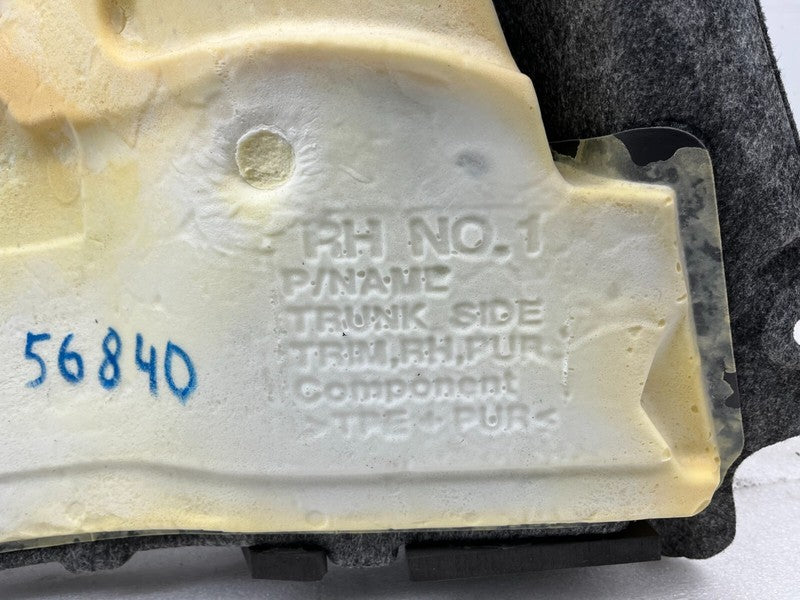 RH NO.1
P/NAME
TRUNK SIDE
TRIM,RH,PUR
Component
>TPE+PUR<
56840